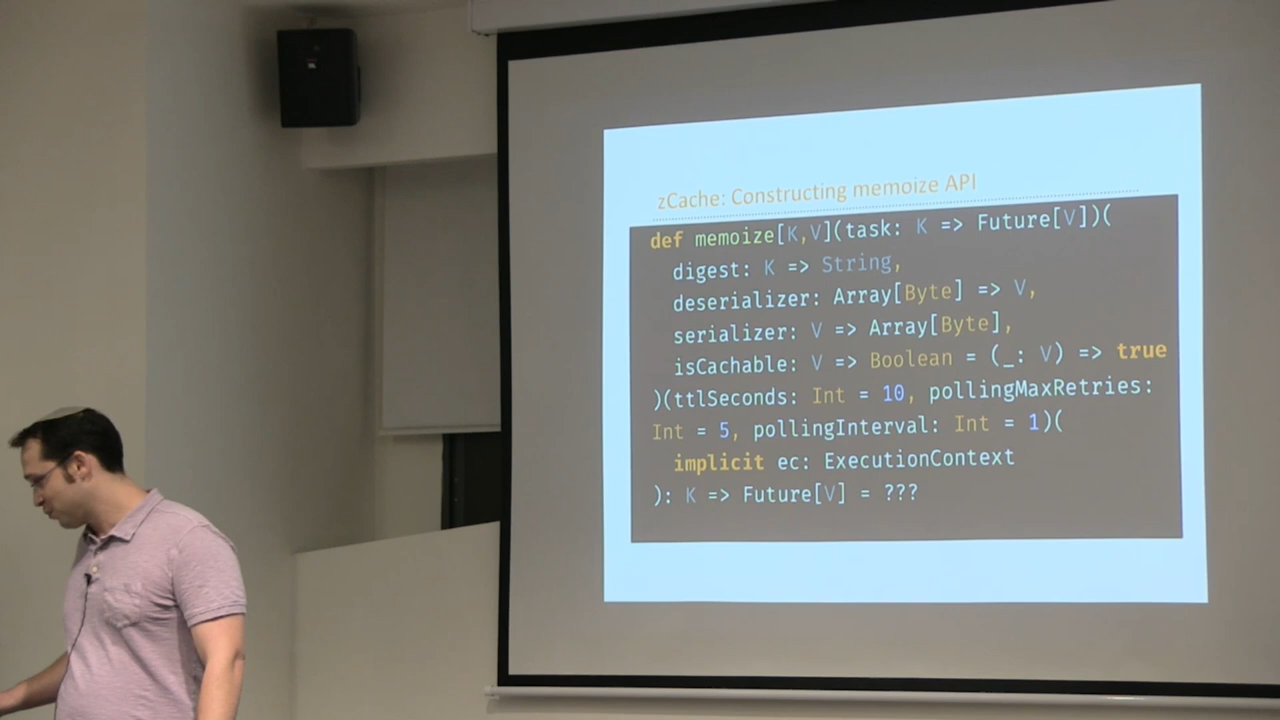 zCache: Constructing memoize API
def memoize[K,V](task: K => Future[V])(
digest: K => String,
deserializer: Array[Byte] => V,
serializer: V => Array[Byte],
isCachable: V => Boolean = (_: V) => true
)(ttlSeconds: Int = 10, pollingMaxRetries:
Int = 5, pollingInterval: Int = 1)(
implicit ec: ExecutionContext
): K => Future[V] = ???